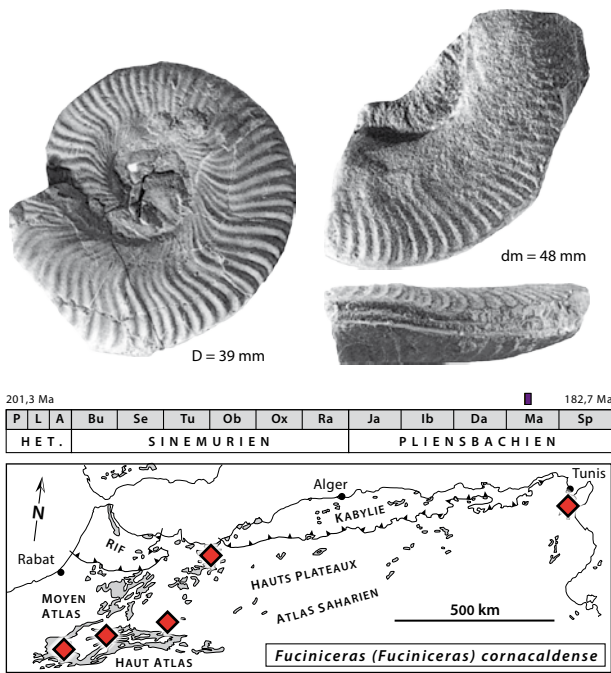 dm = 48 mm
D = 39 mm
201,3 Ma
182,7 Ma
P L A Bu Se Tu Ob Ox Ra Ja Ib Da Ma Sp
HET. SINEMURIEN PLIENSBACHIEN
N
Alger
Tunis
KABYLIE
RIF
Rabat
HAUTS PLATEAUX
MOYEN
ATLAS
ATLAS SAHARIEN
500 km
HAUT ATLAS
Fuciniceras (Fuciniceras) cornacaldense